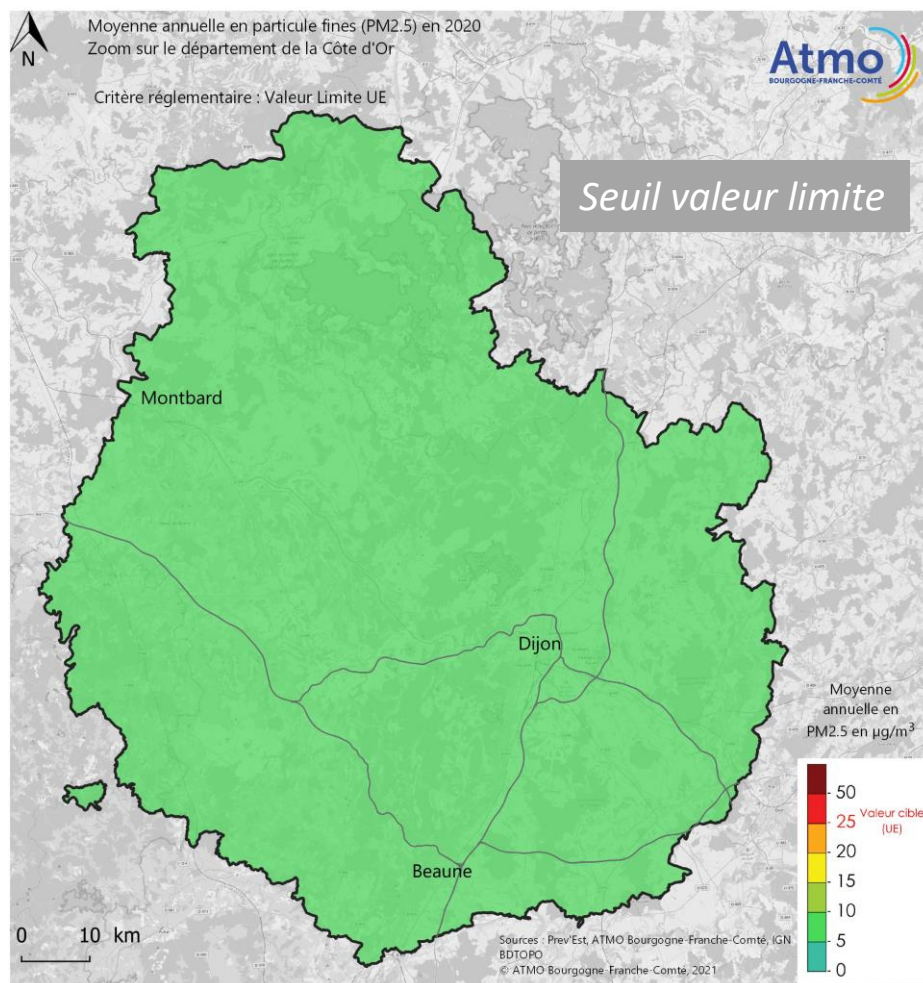 N
Moyenne annuelle en particule fines (PM2.5) en 2020
Zoom sur le département de la Côte d'Or
Critère réglementaire : Valeur Limite UE
Atmo
BOURGOGNE-FRANCHE-COMTÉ
Seuil valeur limite
Montbard
Dijon
Beaune
Moyenne
annuelle en
PM2.5 en µg/m³
50
25 Valeur cible
(UE)
20
15
10
5
0
0 10 km
Sources : Prev'Est, ATMO Bourgogne-Franche-Comté, IGN
BDTOPO
© ATMO Bourgogne-Franche-Comté, 2021